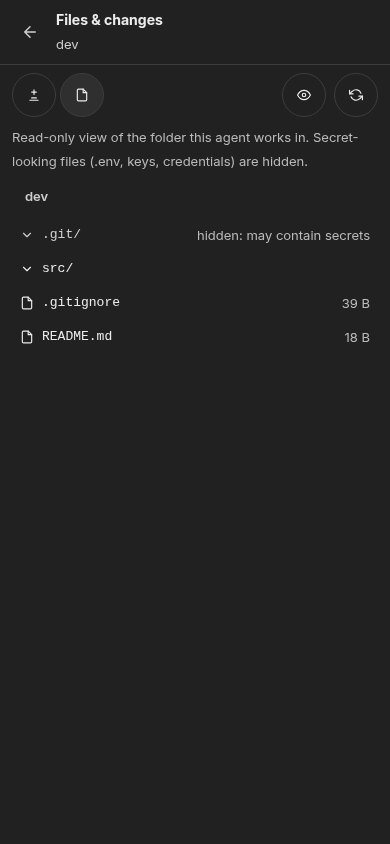 Files & changes
dev
Read-only view of the folder this agent works in. Secret-
looking files (.env, keys, credentials) are hidden.
dev
.git/ hidden: may contain secrets
src/
.gitignore 39 B
README.md 18 B